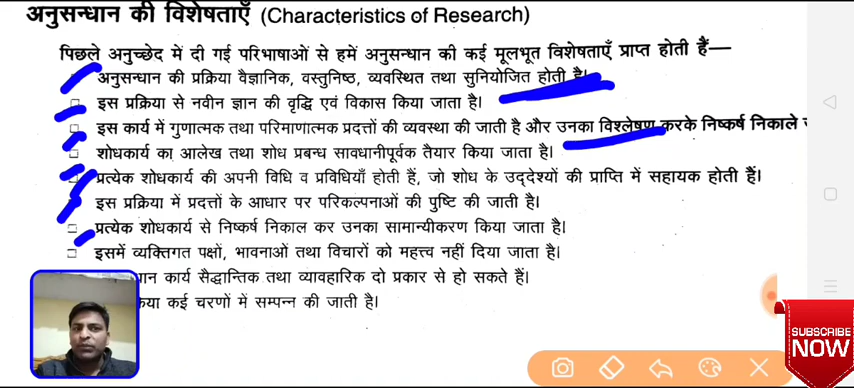 अनुसन्धान की विशेषताएँ (Characteristics of Research)
पिछले अनुच्छेद में दी गई परिभाषाओं से हमें अनुसन्धान की कई मूलभूत विशेषताएँ प्राप्त होती हैं—
अनुसन्धान की प्रक्रिया वैज्ञानिक, वस्तुनिष्ठ, व्यवस्थित तथा सुनियोजित होती है।
इस प्रक्रिया से नवीन ज्ञान की वृद्धि एवं विकास किया जाता है।
इस कार्य में गुणात्मक तथा परिमाणात्मक प्रदत्तों की व्यवस्था की जाती है और उनका विश्लेषण करके निष्कर्ष निकाले
शोधकार्य का आलेख तथा शोध प्रबन्ध सावधानीपूर्वक तैयार किया जाता है।
प्रत्येक शोधकार्य की अपनी विधि व प्रविधियाँ होती हैं, जो शोध के उद्देश्यों की प्राप्ति में सहायक होती हैं।
इस प्रक्रिया में प्रदत्तों के आधार पर परिकल्पनाओं की पुष्टि की जाती है।
प्रत्येक शोधकार्य से निष्कर्ष निकाल कर उनका सामान्यीकरण किया जाता है।
इसमें व्यक्तिगत पक्षों, भावनाओं तथा विचारों को महत्त्व नहीं दिया जाता है।
कार्य सैद्धान्तिक तथा व्यावहारिक दो प्रकार से हो सकते हैं।
कई चरणों में सम्पन्न की जाती है।
SUBSCRIBE
NOW